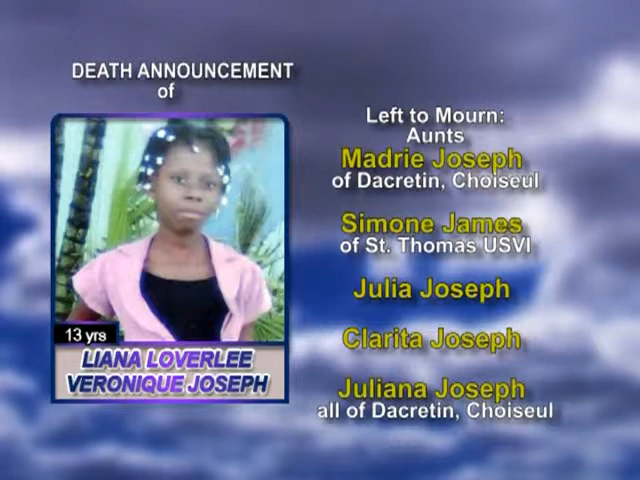 DEATH ANNOUNCEMENT
of
13 yrs
LIANA LOVERLEE
VERONIQUE JOSEPH
Left to Mourn:
Aunts
Madrie Joseph
of Dacretin, Choiseul
Simone James
of St. Thomas USVI
Julia Joseph
Clarita Joseph
Juliana Joseph
all of Dacretin, Choiseul